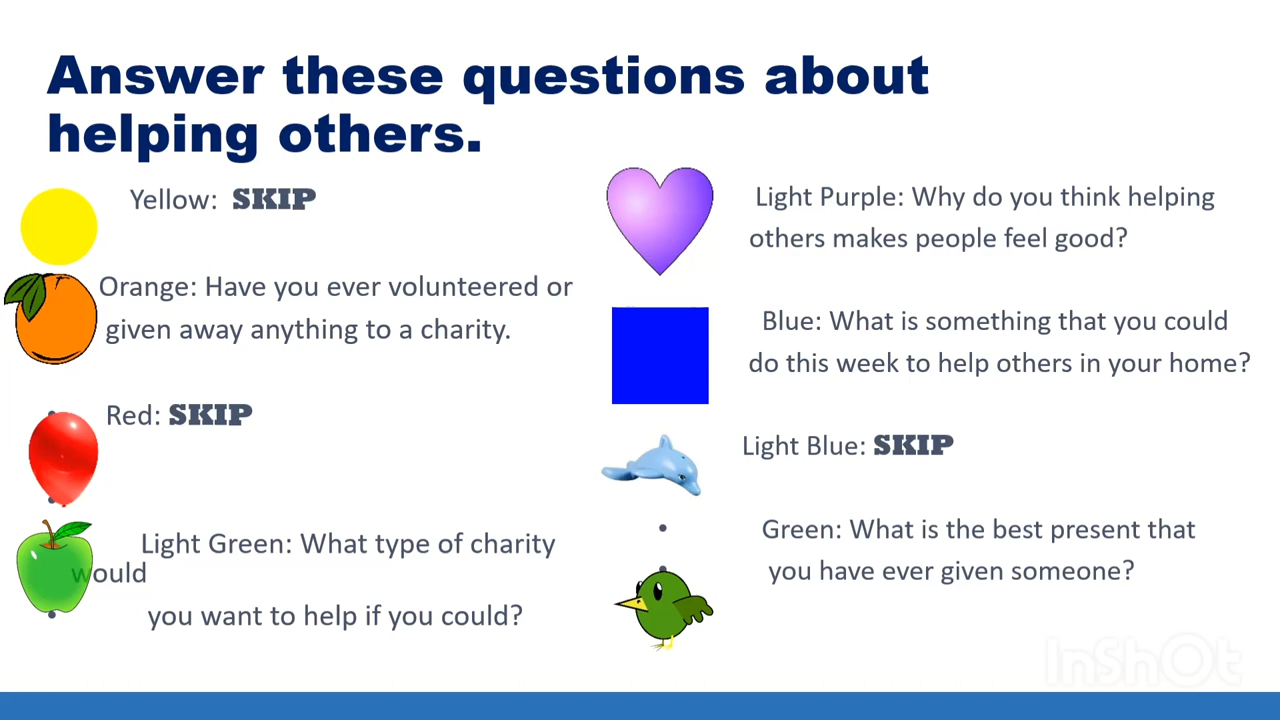 Answer these questions about
helping others.
Yellow: SKIP
Orange: Have you ever volunteered or
given away anything to a charity.
Red: SKIP
Light Green: What type of charity
would
you want to help if you could?
Light Purple: Why do you think helping
others makes people feel good?
Blue: What is something that you could
do this week to help others in your home?
Light Blue: SKIP
Green: What is the best present that
you have ever given someone?
InShOt